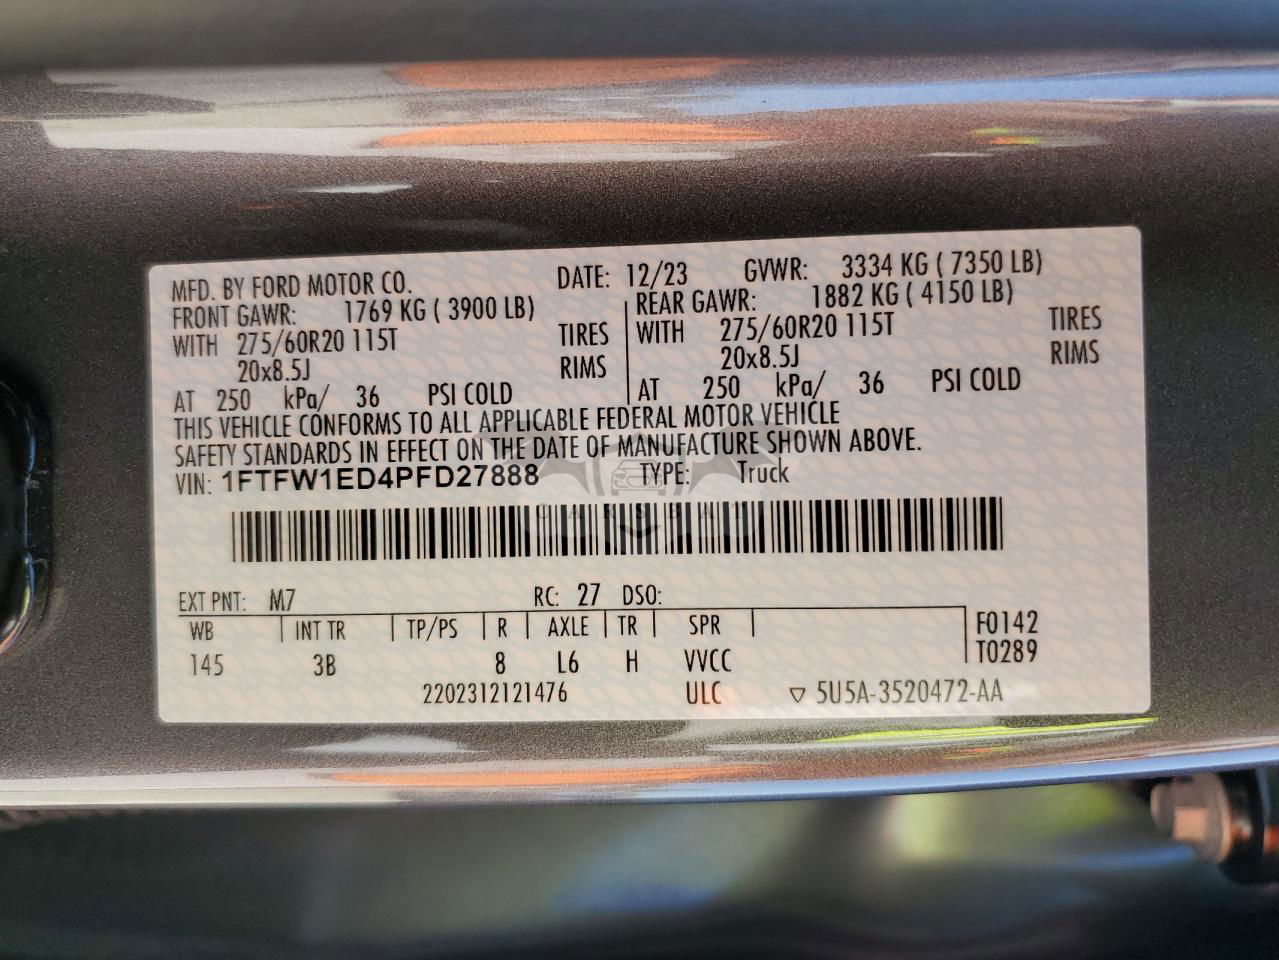 MFD. BY FORD MOTOR CO. DATE: 12/23 GVWR: 3334 KG ( 7350 LB)
FRONT GAWR: 1769 KG ( 3900 LB) REAR GAWR: 1882 KG ( 4150 LB)
WITH 275/60R20 115T TIRES WITH 275/60R20 115T TIRES
20x8.5J RIMS 20x8.5J RIMS
AT 250 kPa/ 36 PSI COLD AT 250 kPa/ 36 PSI COLD
THIS VEHICLE CONFORMS TO ALL APPLICABLE FEDERAL MOTOR VEHICLE
SAFETY STANDARDS IN EFFECT ON THE DATE OF MANUFACTURE SHOWN ABOVE.
VIN: 1FTFW1ED4PFD27888 TYPE: Truck
CARSBAT
EXT PNT: M7 RC: 27 DSO:
WB INT TR TP/PS R AXLE TR SPR F0142
145 3B 8 L6 H VVCC T0289
2202312121476 ULC ▽ 5U5A-3520472-AA